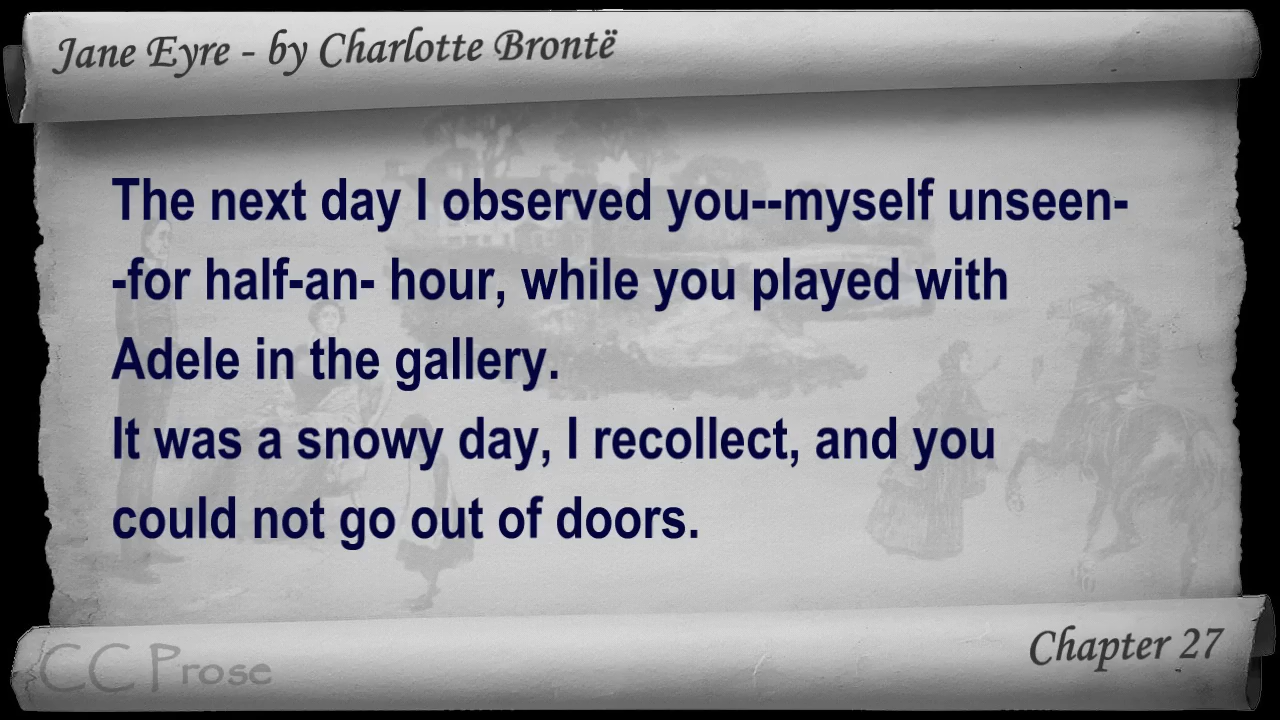 Jane Eyre - by Charlotte Brontë
The next day I observed you--myself unseen-
-for half-an- hour, while you played with
Adele in the gallery.
It was a snowy day, I recollect, and you
could not go out of doors.
CC Prose
Chapter 27